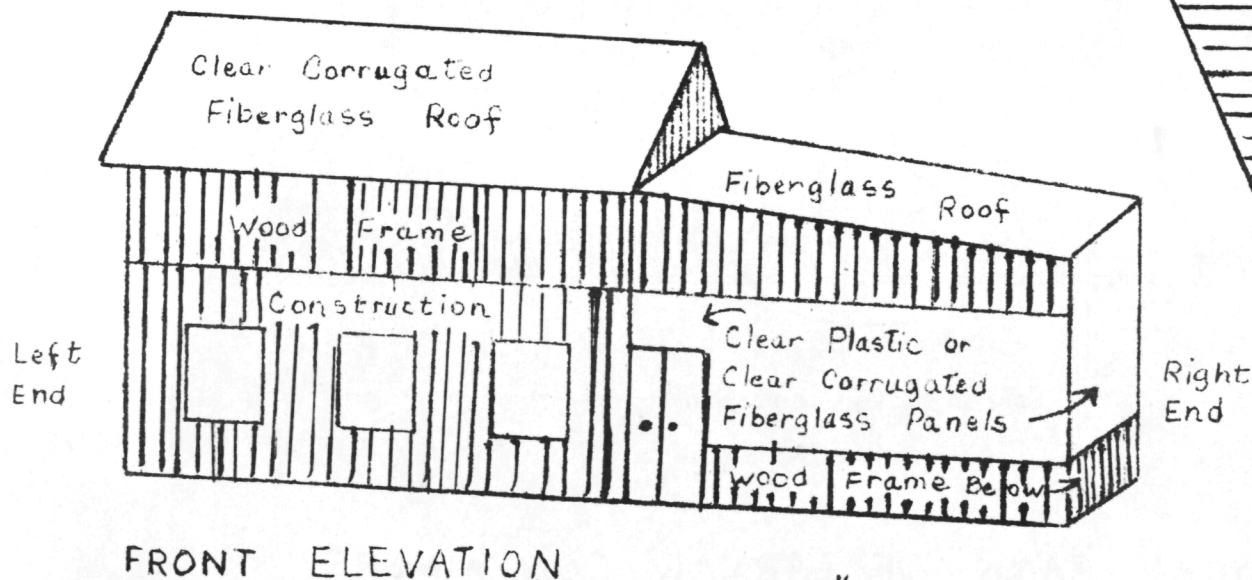 Clear Corrugated
Fiberglass Roof
Fiberglass Roof
Wood Frame
Construction
Clear Plastic or
Clear Corrugated
Fiberglass Panels
Wood Frame Below
Left
End
Right
End
FRONT ELEVATION